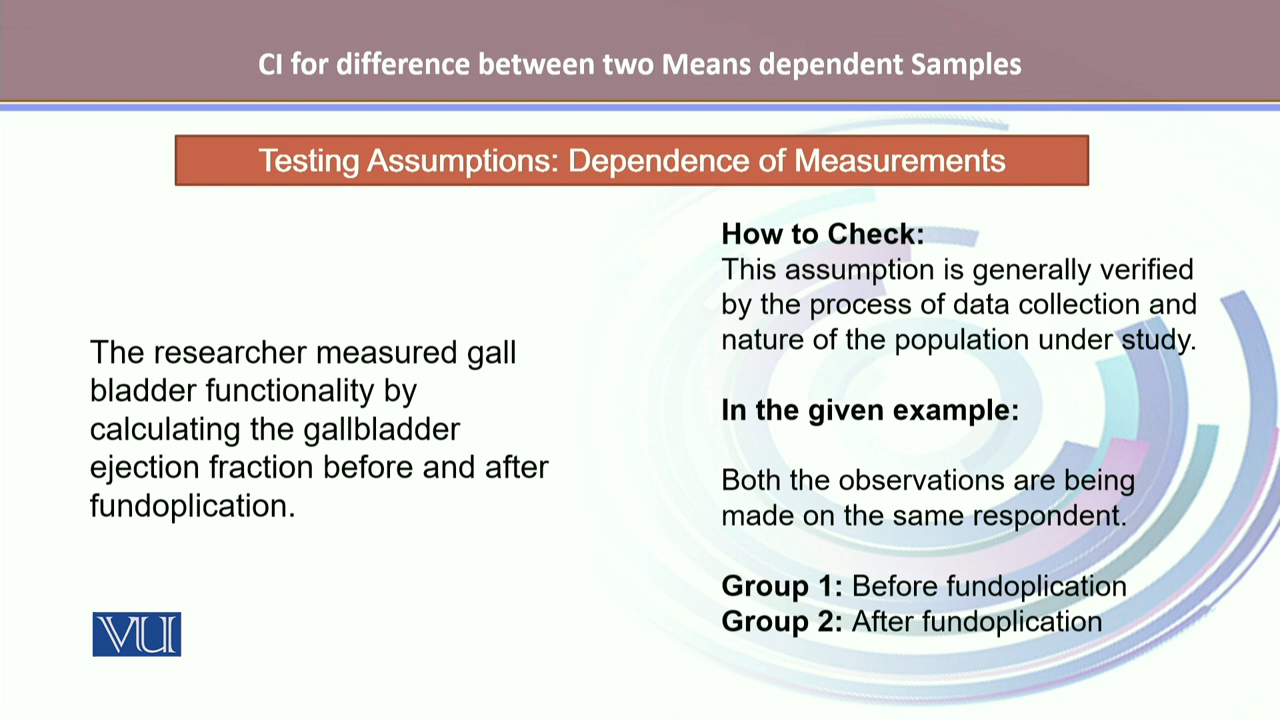 CI for difference between two Means dependent Samples
Testing Assumptions: Dependence of Measurements
The researcher measured gall
bladder functionality by
calculating the gallbladder
ejection fraction before and after
fundoplication.
How to Check:
This assumption is generally verified
by the process of data collection and
nature of the population under study.
In the given example:
Both the observations are being
made on the same respondent.
Group 1: Before fundoplication
Group 2: After fundoplication
VU